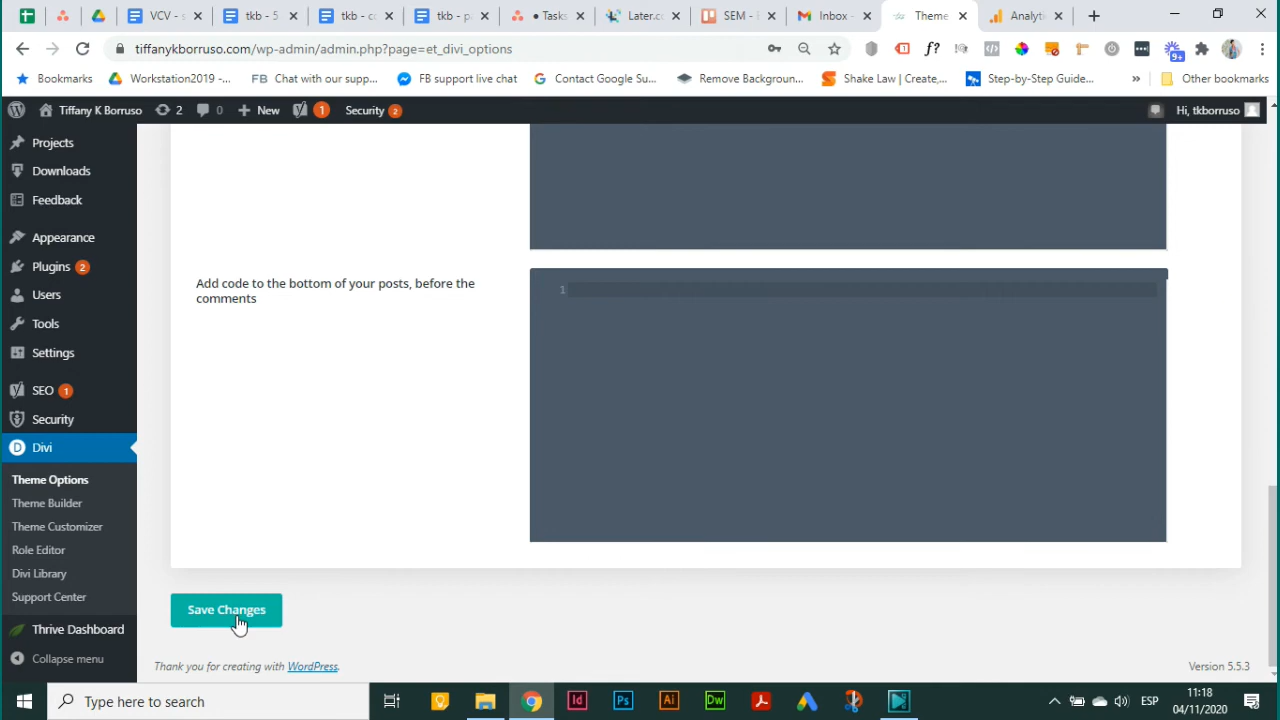 VCV - s
tkb - 5
tkb - c
tkb - p
• Tasks
Later.c
SEM - 
Inbox -
Theme
Analyti
tiffanykborruso.com/wp-admin/admin.php?page=et_divi_options
f?
9+
Bookmarks
Workstation2019 -...
FB Chat with our supp...
FB support live chat
Contact Google Su...
Remove Backgroun...
Shake Law | Create,...
Step-by-Step Guide...
»
Other bookmarks
Tiffany K Borruso
2
0
New
1
Security 2
Hi, tkborruso
Projects
Downloads
Feedback
Appearance
Plugins 2
Users
Tools
Settings
SEO 1
Security
D Divi
Theme Options
Theme Builder
Theme Customizer
Role Editor
Divi Library
Support Center
Thrive Dashboard
Collapse menu
Add code to the bottom of your posts, before the
comments
1
Save Changes
Thank you for creating with WordPress.
Version 5.5.3
Type here to search
Id
Ps
Ai
Dw
ESP
11:18
04/11/2020